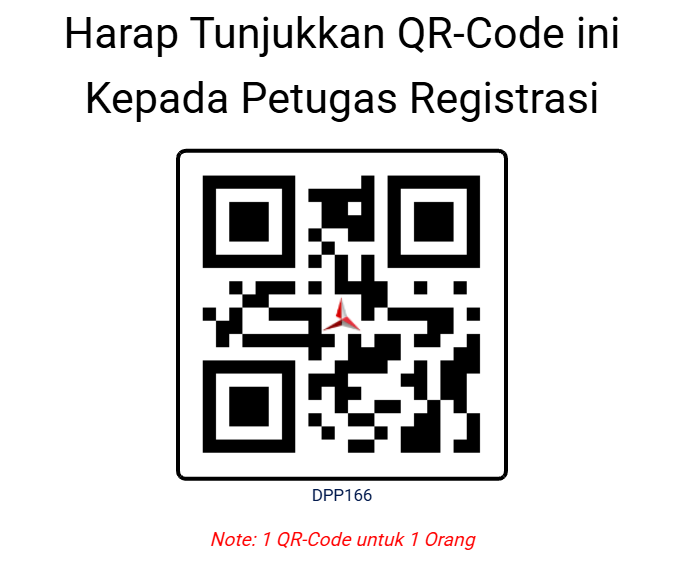 Harap Tunjukkan QR-Code ini
Kepada Petugas Registrasi
DPP166
Note: 1 QR-Code untuk 1 Orang